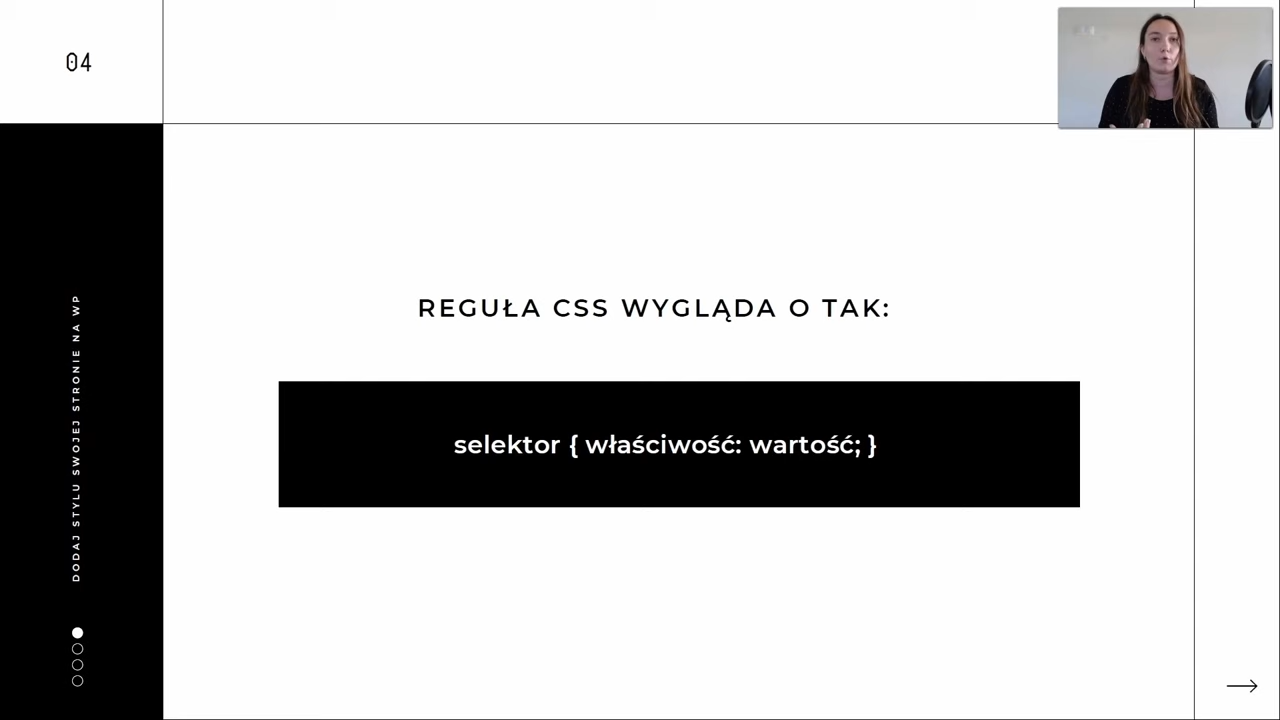 04
REGUŁA CSS WYGLĄDA O TAK:
selektor { właściwość: wartość; }
DODAJ STYLU SWOJEJ STRONIE NA WP